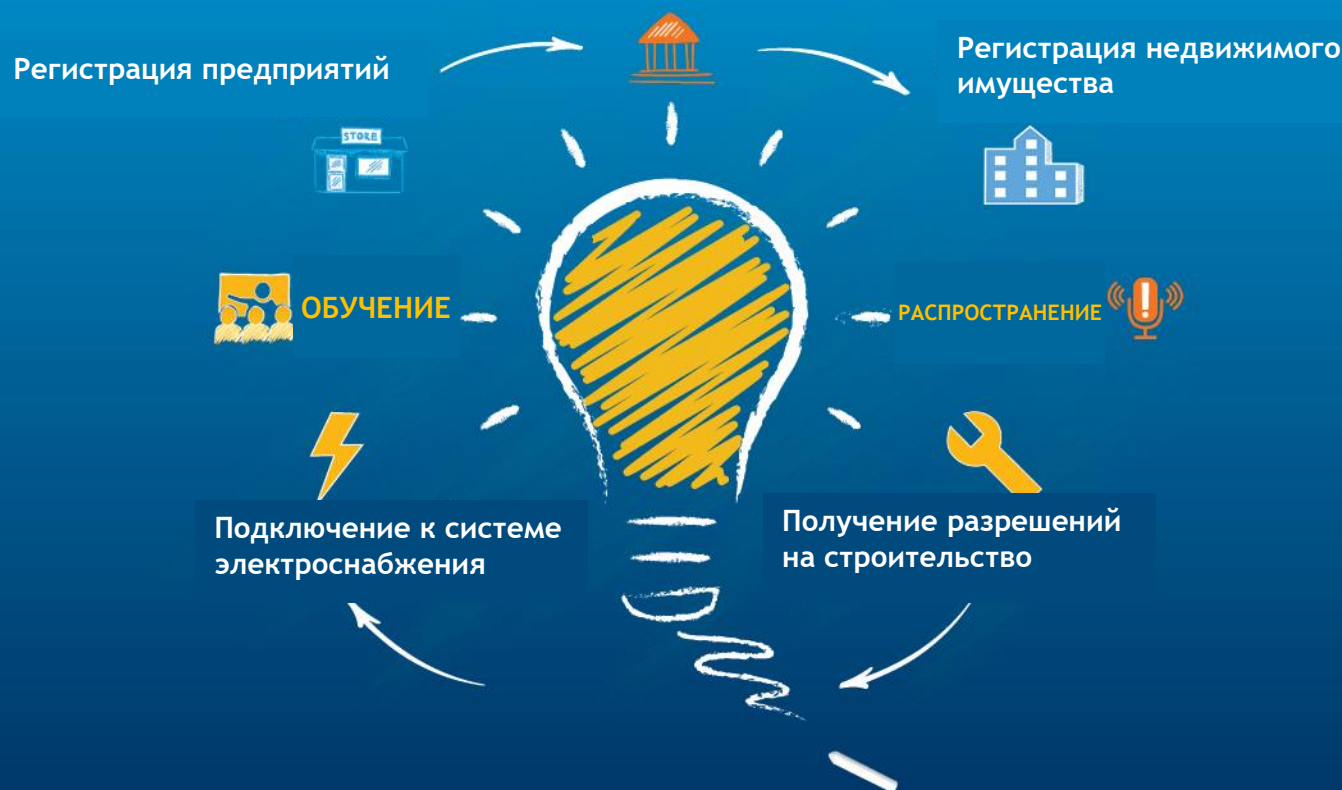 Регистрация предприятий
Регистрация недвижимого
имущества
STORE
ОБУЧЕНИЕ
РАСПРОСТРАНЕНИЕ
Подключение к системе
электроснабжения
Получение разрешений
на строительство